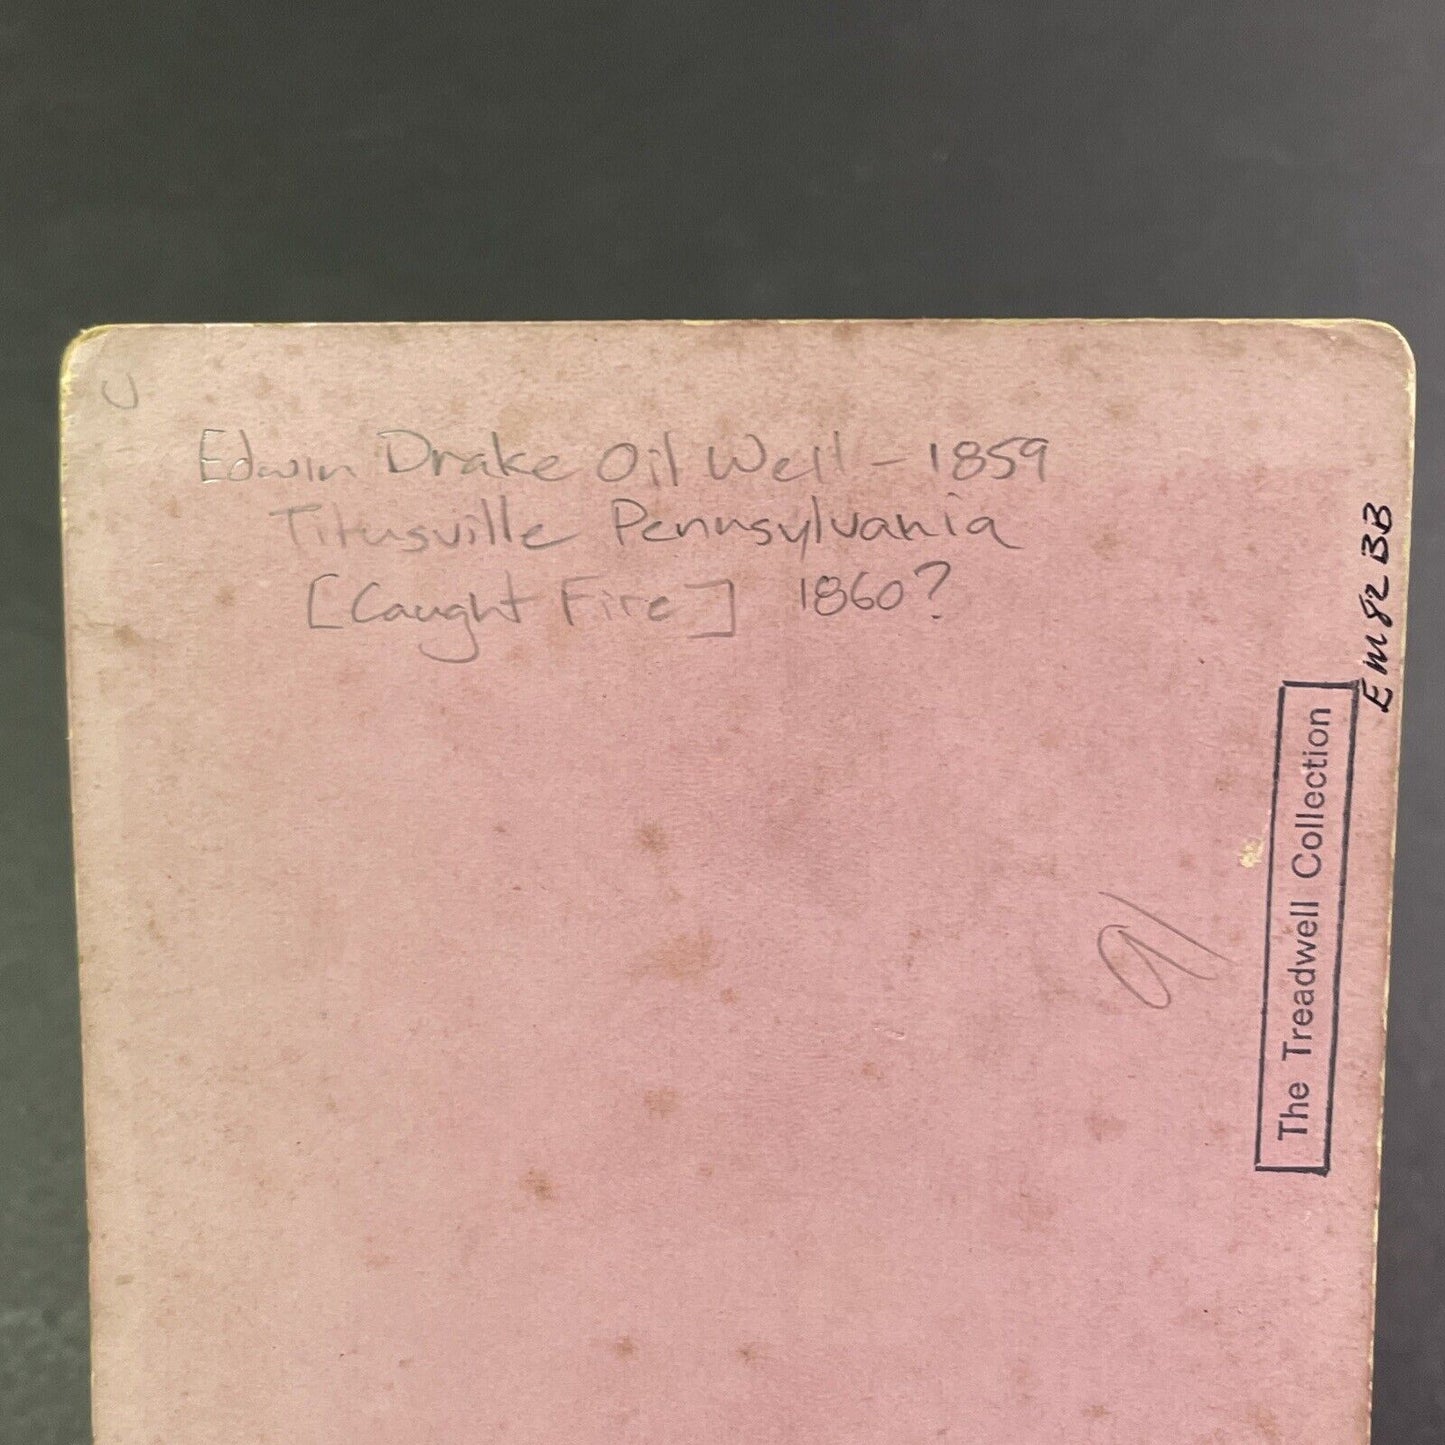 U
Edwin Drake Oil Well - 1859
Titusville Pennsylvania
[Caught Fire] 1860?
EM82BB
The Treadwell Collection